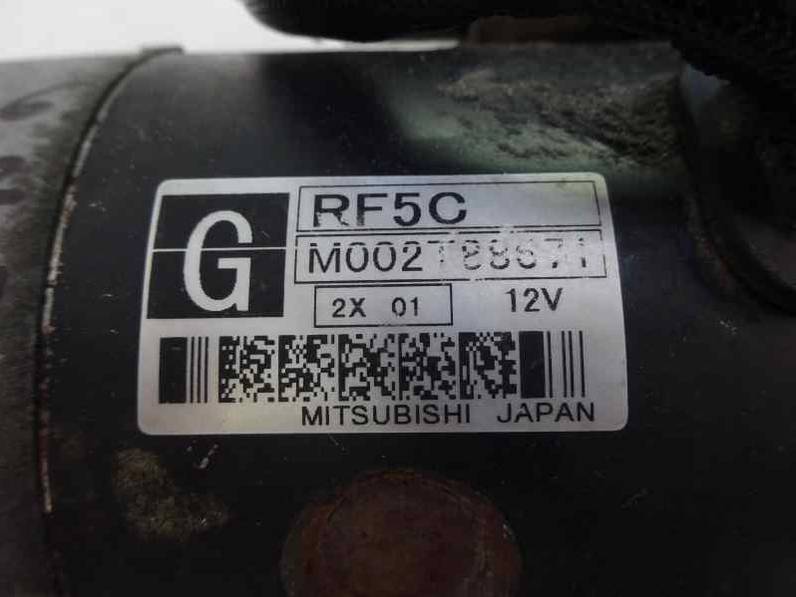 G
RF5C
M002T88671
2X 01
12V
MITSUBISHI JAPAN